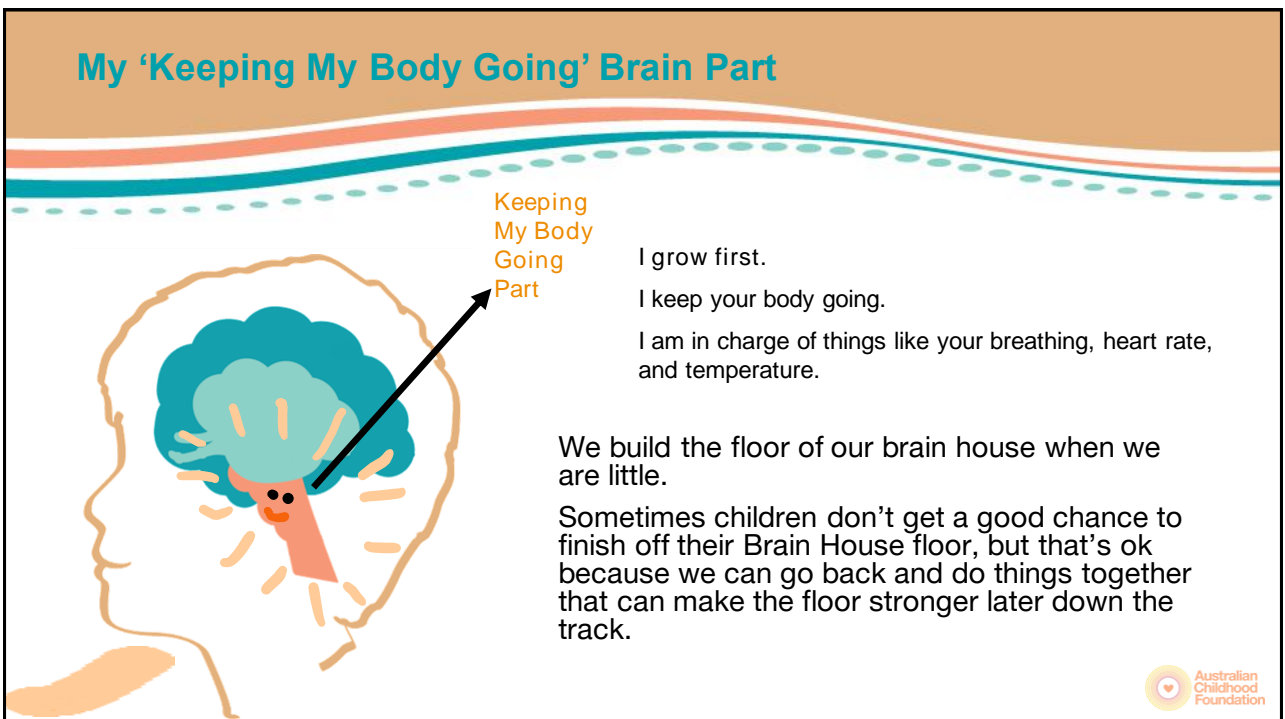 My ‘Keeping My Body Going’ Brain Part
Keeping
My Body
Going
Part
I grow first.
I keep your body going.
I am in charge of things like your breathing, heart rate,
and temperature.
We build the floor of our brain house when we
are little.
Sometimes children don’t get a good chance to
finish off their Brain House floor, but that’s ok
because we can go back and do things together
that can make the floor stronger later down the
track.
Australian
Childhood
Foundation